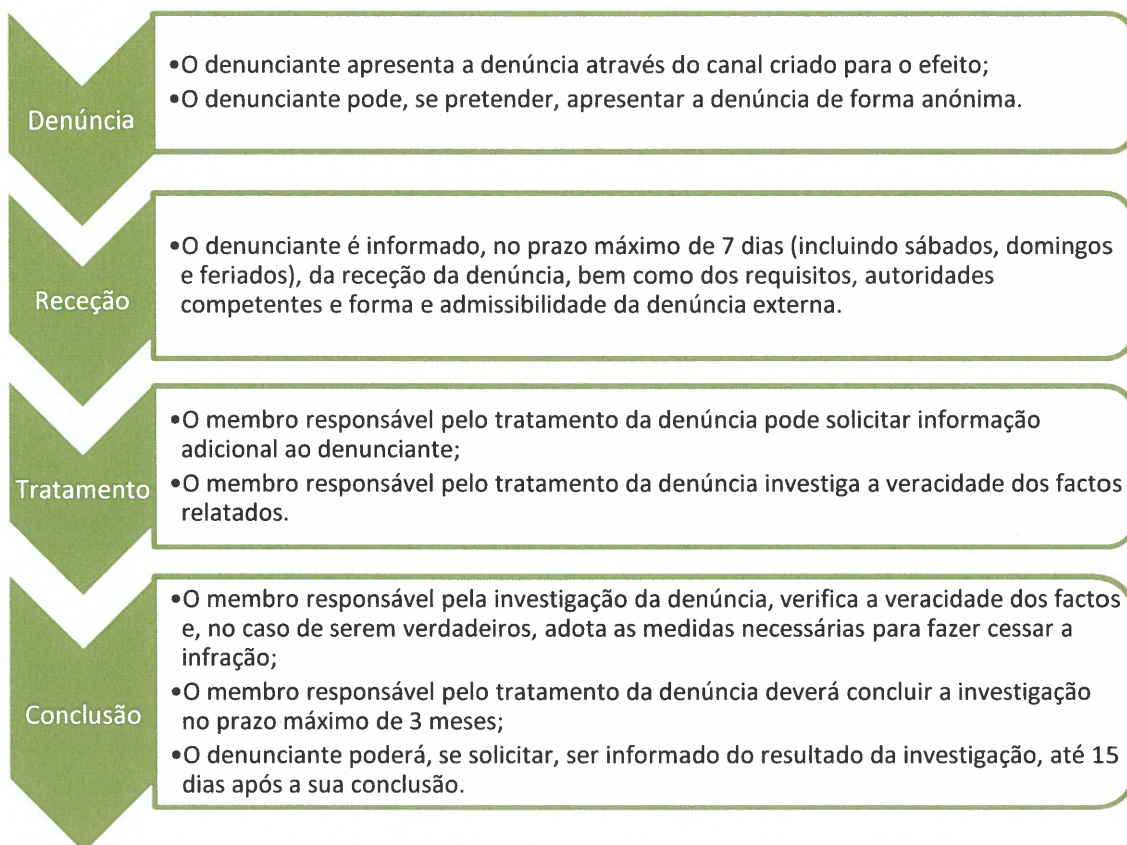 Denúncia
•O denunciante apresenta a denúncia através do canal criado para o efeito;
•O denunciante pode, se pretender, apresentar a denúncia de forma anónima.
Receção
•O denunciante é informado, no prazo máximo de 7 dias (incluindo sábados, domingos
e feriados), da receção da denúncia, bem como dos requisitos, autoridades
competentes e forma e admissibilidade da denúncia externa.
Tratamento
•O membro responsável pelo tratamento da denúncia pode solicitar informação
adicional ao denunciante;
•O membro responsável pelo tratamento da denúncia investiga a veracidade dos factos
relatados.
Conclusão
•O membro responsável pela investigação da denúncia, verifica a veracidade dos factos
e, no caso de serem verdadeiros, adota as medidas necessárias para fazer cessar a
infração;
•O membro responsável pelo tratamento da denúncia deverá concluir a investigação
no prazo máximo de 3 meses;
•O denunciante poderá, se solicitar, ser informado do resultado da investigação, até 15
dias após a sua conclusão.